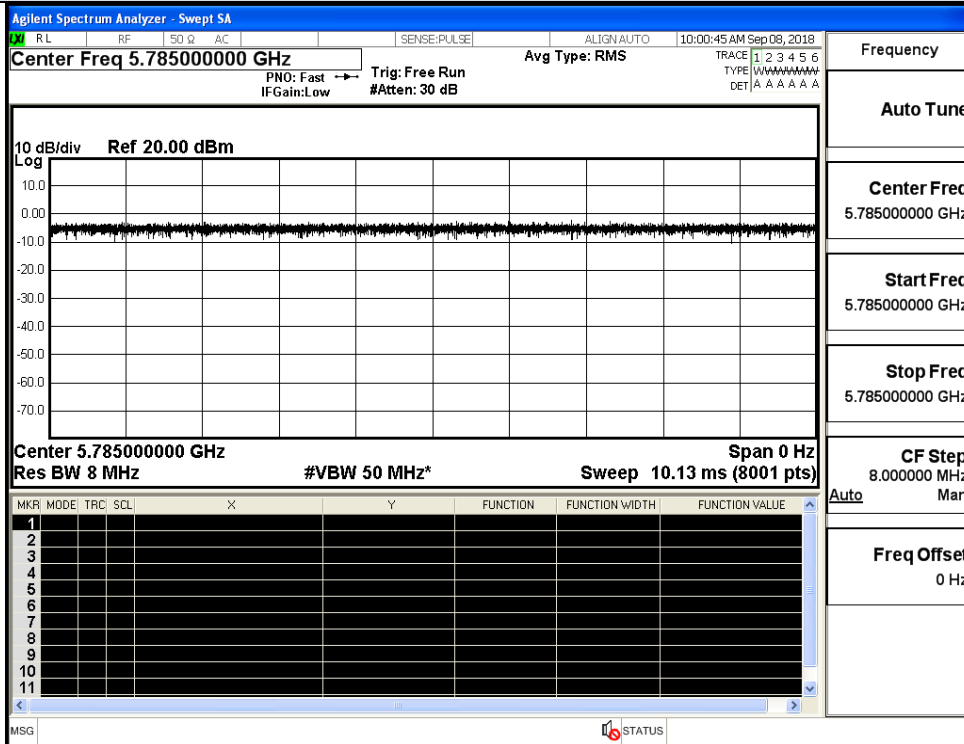 Agilent Spectrum Analyzer - Swept SA
LXI RL RF 50 Ω AC SENSE:PULSE ALIGN AUTO 10:00:45 AM Sep 08, 2018
Center Freq 5.785000000 GHz
PNO: Fast
IFGain:Low
Trig: Free Run
#Atten: 30 dB
Avg Type: RMS
TRACE 1 2 3 4 5 6
TYPE WWWWWW
DET A A A A A A
10 dB/div Ref 20.00 dBm
Log
10.0
0.00
-10.0
-20.0
-30.0
-40.0
-50.0
-60.0
-70.0
Center 5.785000000 GHz Span 0 Hz
Res BW 8 MHz #VBW 50 MHz* Sweep 10.13 ms (8001 pts)
MKR MODE TRC SCL X Y FUNCTION FUNCTION WIDTH FUNCTION VALUE
1
2
3
4
5
6
7
8
9
10
11
MSG STATUS
Frequency
Auto Tune
Center Freq
5.785000000 GHz
Start Freq
5.785000000 GHz
Stop Freq
5.785000000 GHz
CF Step
8.000000 MHz
Auto Man
Freq Offset
0 Hz